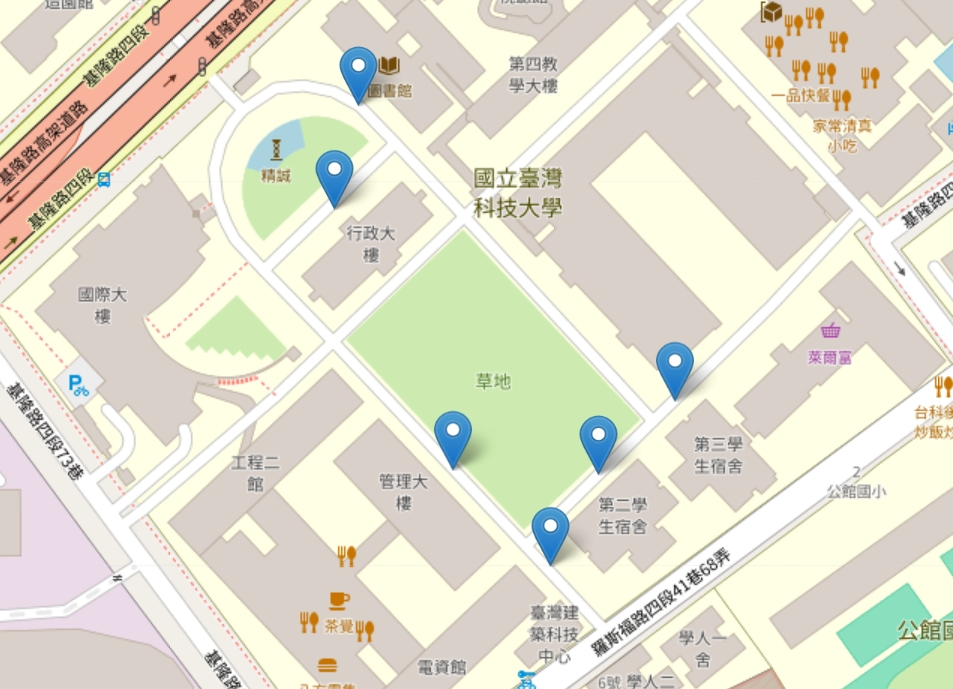 造園館
基隆路四段
基隆路高
基隆路高架道路
基隆路四段
圖書館
第四教
學大樓
一品快餐
家常清真
小吃
精誠
國立臺灣
科技大學
基隆路四
行政大
樓
國際大
樓
萊爾富
草地
P
基隆路四段73巷
台科後
炒飯炒
第三學
生宿舍
2
公館國小
工程二
館
管理大
樓
第二學
生宿舍
羅斯福路四段41巷68弄
茶覺
臺灣建
築科技
中心
學人一
舍
公館國
基隆路
電資館
6號 學人二